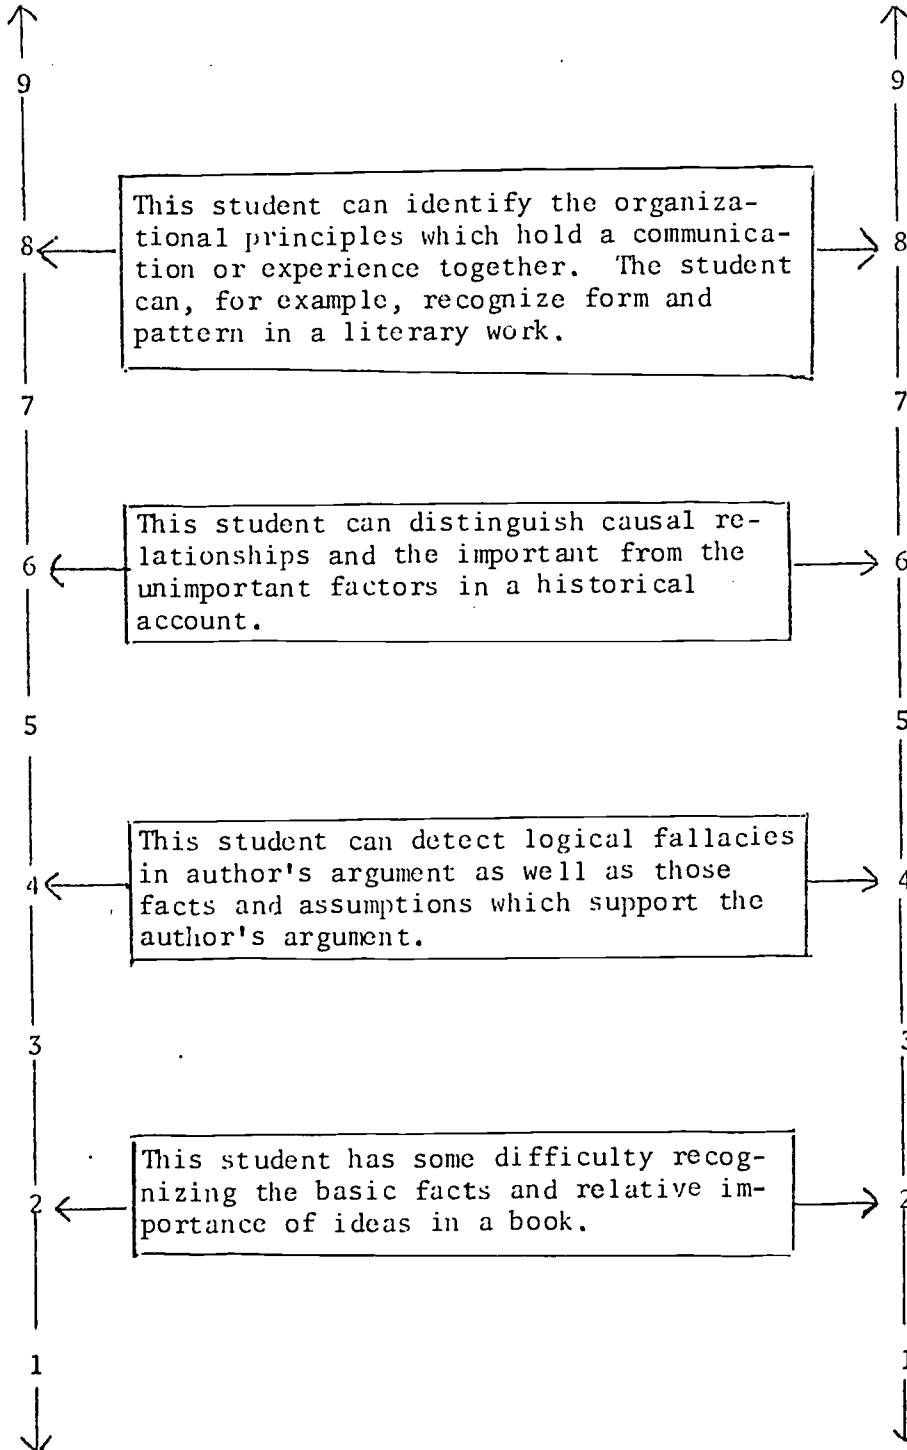 9 9
This student can identify the organiza-
tional principles which hold a communica-
8 tion or experience together. The student 8
can, for example, recognize form and
pattern in a literary work.
7 7
This student can distinguish causal re-
6 lationships and the important from the 6
unimportant factors in a historical
account.
5 5
This student can detect logical fallacies
4 in author's argument as well as those 4
facts and assumptions which support the
author's argument.
3 3
This student has some difficulty recog-
2 nizing the basic facts and relative im- 2
portance of ideas in a book.
1 1